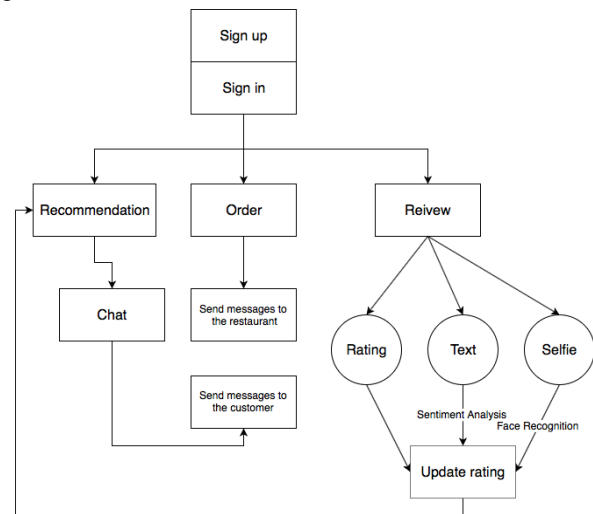 Sign up
Sign in
Recommendation
Order
Reivew
Chat
Send messages to
the restaurant
Rating
Text
Selfie
Send messages to
the customer
Sentiment Analysis
Face Recognition
Update rating